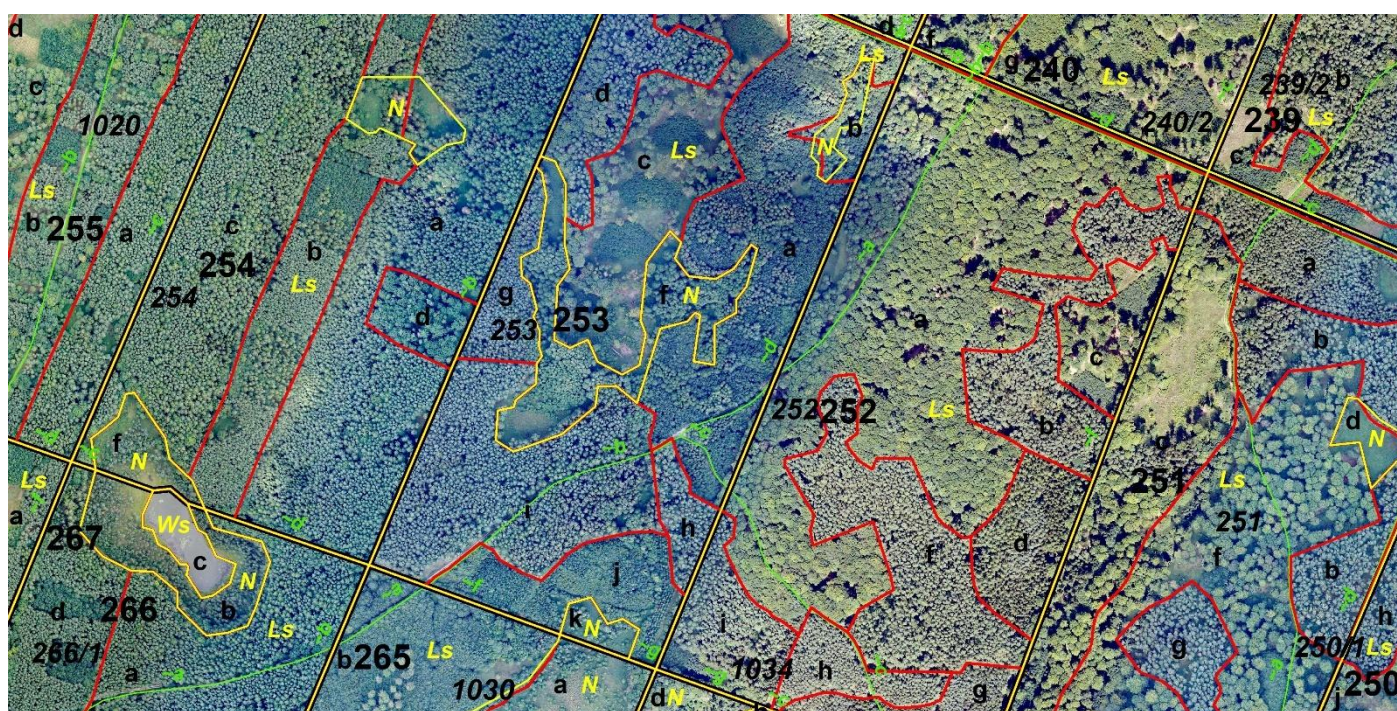 d
c
1020
Ls
b 255
a
254
c
254
b
Ls
N
a
d
d
c
Ls
g
253
253
f
N
Ls
b
N
a
d
f
g 240
Ls
240/2
239/2 b
239
Ls
c
a
b
a
c
252 252
Ls
b
d
N
c
251
Ls
251
f
N
Ls
a
267
Ws
c
N
b
d
266
266/1
a
Ls
i
h
j
k N
b 265
Ls
1030
a N
d N
i
1034
h
f
d
g
g
f
b
h
250/1 Ls
250
j